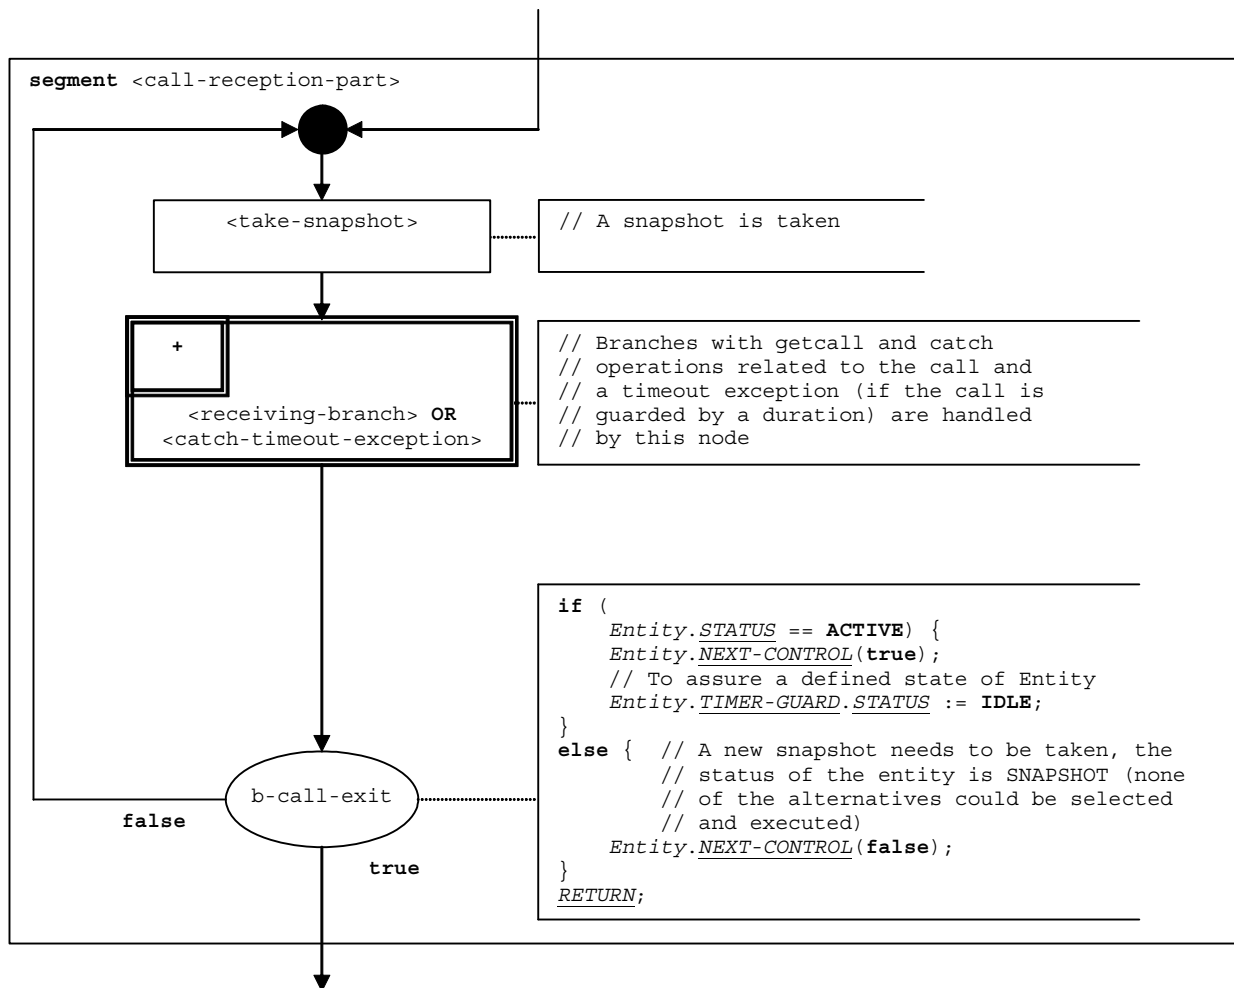 segment <call-reception-part>
<take-snapshot>
// A snapshot is taken
+
<receiving-branch> OR
<catch-timeout-exception>
// Branches with getcall and catch
// operations related to the call and
// a timeout exception (if the call is
// guarded by a duration) are handled
// by this node
b-call-exit
false
true
if (
Entity.STATUS == ACTIVE) {
Entity.NEXT-CONTROL(true);
// To assure a defined state of Entity
Entity.TIMER-GUARD.STATUS := IDLE;
}
else { // A new snapshot needs to be taken, the
// status of the entity is SNAPSHOT (none
// of the alternatives could be selected
// and executed)
Entity.NEXT-CONTROL(false);
}
RETURN;